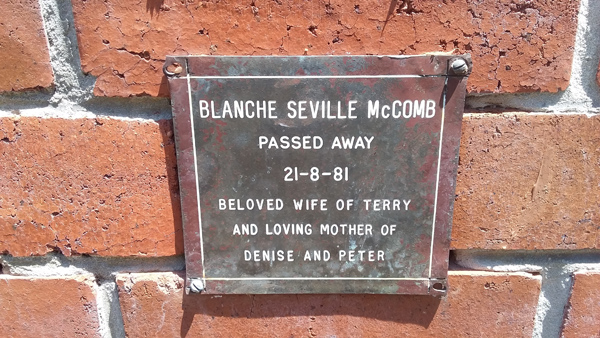 BLANCHE SEVILLE McCOMB
PASSED AWAY
21-8-81
BELOVED WIFE OF TERRY
AND LOVING MOTHER OF
DENISE AND PETER